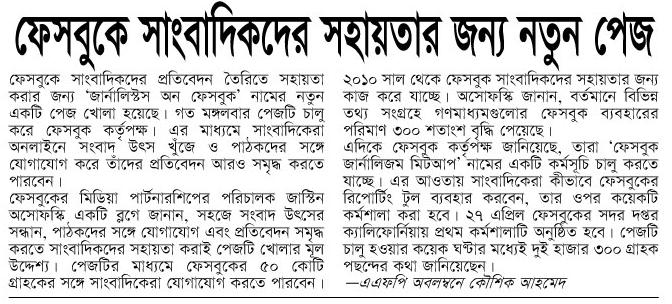 ফেসবুকে সাংবাদিকদের সহায়তার জন্য নতুন পেজ
ফেসবুকে সাংবাদিকদের প্রতিবেদন তৈরিতে সহায়তা
করার জন্য ‘জার্নালিস্টস অন ফেসবুক’ নামের নতুন
একটি পেজ খোলা হয়েছে। গত মঙ্গলবার পেজটি চালু
করে ফেসবুক কর্তৃপক্ষ। এর মাধ্যমে সাংবাদিকেরা
অনলাইনে সংবাদ উৎস খুঁজে ও পাঠকদের সঙ্গে
যোগাযোগ করে তাঁদের প্রতিবেদন আরও সমৃদ্ধ করতে
পারবেন।
ফেসবুকের মিডিয়া পার্টনারশিপের পরিচালক জাস্টিন
অসোফস্কি একটি ব্লগে জানান, সহজে সংবাদ উৎসের
সন্ধান, পাঠকদের সঙ্গে যোগাযোগ এবং প্রতিবেদন সমৃদ্ধ
করতে সাংবাদিকদের সহায়তা করাই পেজটি খোলার মূল
উদ্দেশ্য। পেজটির মাধ্যমে ফেসবুকের ৫০ কোটি
গ্রাহকের সঙ্গে সাংবাদিকেরা যোগাযোগ করতে পারবেন।
২০১০ সাল থেকে ফেসবুক সাংবাদিকদের সহায়তার জন্য
কাজ করে যাচ্ছে। অসোফস্কি জানান, বর্তমানে বিভিন্ন
তথ্য সংগ্রহে গণমাধ্যমগুলোর ফেসবুক ব্যবহারের
পরিমাণ ৩০০ শতাংশ বৃদ্ধি পেয়েছে।
এদিকে ফেসবুক কর্তৃপক্ষ জানিয়েছে, তারা ‘ফেসবুক
জার্নালিজম মিটআপ’ নামের একটি কর্মসূচি চালু করতে
যাচ্ছে। এর আওতায় সাংবাদিকেরা কীভাবে ফেসবুকের
রিপোর্টিং টুল ব্যবহার করবেন, তার ওপর কয়েকটি
কর্মশালা করা হবে। ২৭ এপ্রিল ফেসবুকের সদর দপ্তর
ক্যালিফোর্নিয়ায় প্রথম কর্মশালাটি অনুষ্ঠিত হবে। পেজটি
চালু হওয়ার কয়েক ঘণ্টার মধ্যেই দুই হাজার ৩০০ গ্রাহক
পছন্দের কথা জানিয়েছেন।
—এএফপি অবলম্বনে কৌশিক আহমেদ